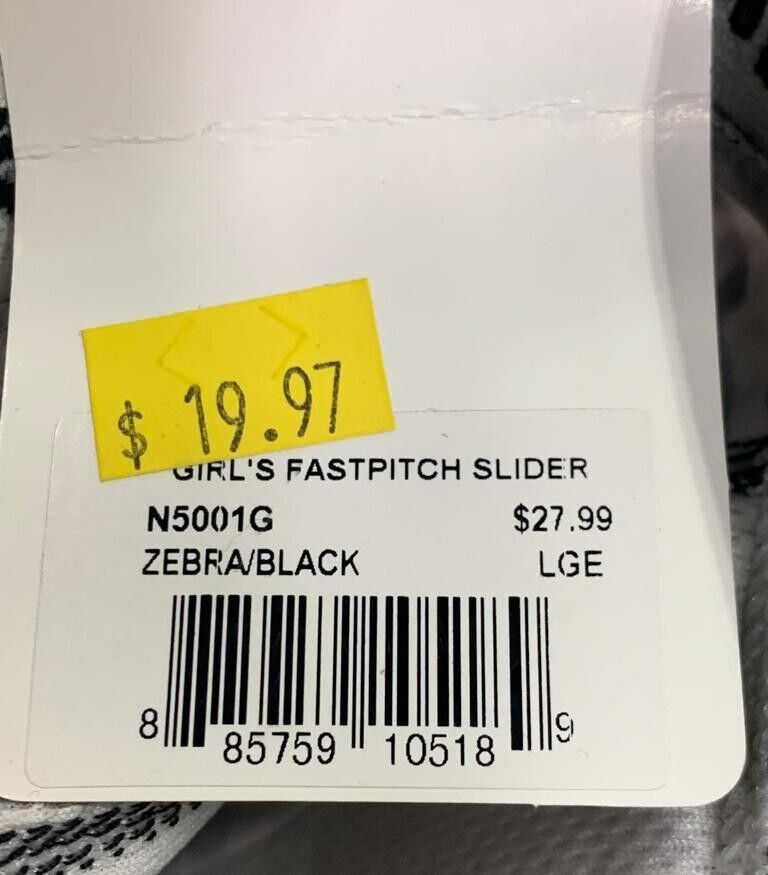 $ 19.97
GIRL'S FASTPITCH SLIDER
N5001G $27.99
ZEBRA/BLACK LGE
8 85759 10518 9